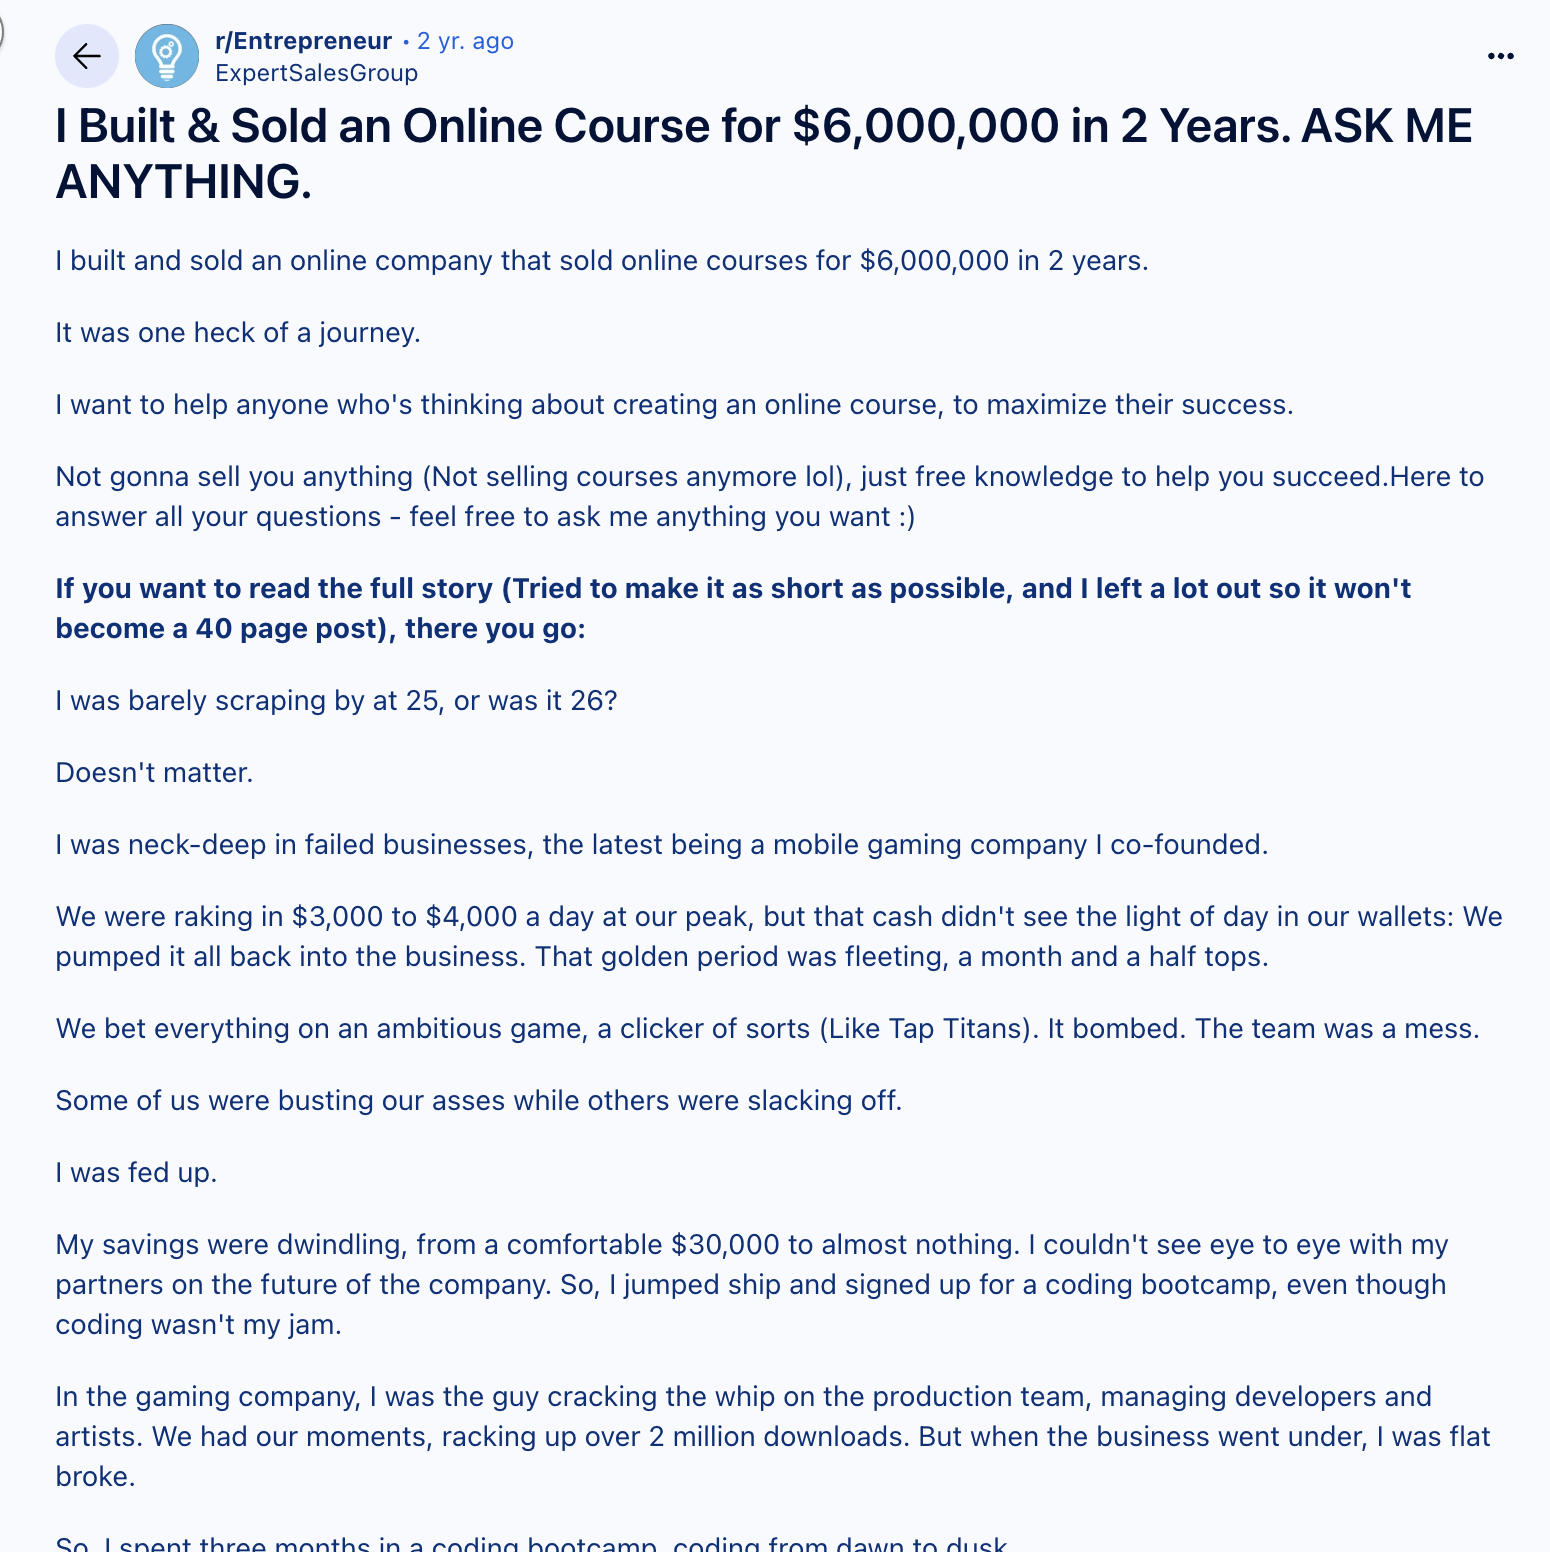 r/Entrepreneur • 2 yr. ago
ExpertSalesGroup
I Built & Sold an Online Course for $6,000,000 in 2 Years. ASK ME
ANYTHING.
I built and sold an online company that sold online courses for $6,000,000 in 2 years.
It was one heck of a journey.
I want to help anyone who's thinking about creating an online course, to maximize their success.
Not gonna sell you anything (Not selling courses anymore lol), just free knowledge to help you succeed.Here to
answer all your questions - feel free to ask me anything you want :)
If you want to read the full story (Tried to make it as short as possible, and I left a lot out so it won't
become a 40 page post), there you go:
I was barely scraping by at 25, or was it 26?
Doesn't matter.
I was neck-deep in failed businesses, the latest being a mobile gaming company I co-founded.
We were raking in $3,000 to $4,000 a day at our peak, but that cash didn't see the light of day in our wallets: We
pumped it all back into the business. That golden period was fleeting, a month and a half tops.
We bet everything on an ambitious game, a clicker of sorts (Like Tap Titans). It bombed. The team was a mess.
Some of us were busting our asses while others were slacking off.
I was fed up.
My savings were dwindling, from a comfortable $30,000 to almost nothing. I couldn't see eye to eye with my
partners on the future of the company. So, I jumped ship and signed up for a coding bootcamp, even though
coding wasn't my jam.
In the gaming company, I was the guy cracking the whip on the production team, managing developers and
artists. We had our moments, racking up over 2 million downloads. But when the business went under, I was flat
broke.
So, I spent three months in a coding bootcamp, coding from dawn to dusk